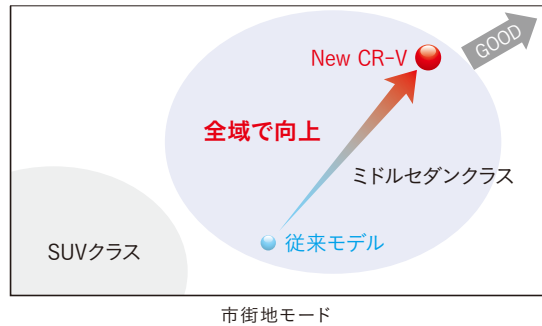 GOOD
New CR-V
全域で向上
ミドルセダンクラス
従来モデル
SUVクラス
市街地モード